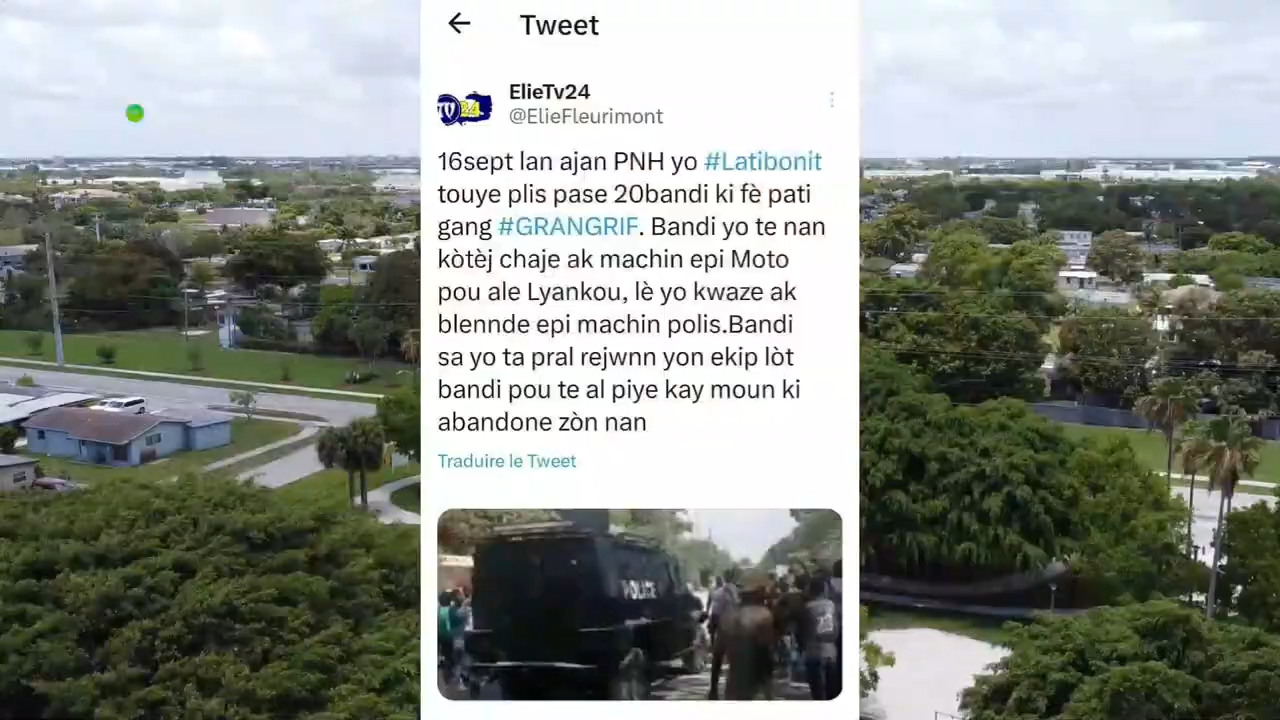 Tweet
ElieTv24
TV 24
@ElieFleurimont
16sept lan ajan PNH yo #Latibonit
touye plis pase 20bandi ki fè pati
gang #GRANGRIF. Bandi yo te nan
kòtèj chaje ak machin epi Moto
pou ale Lyankou, lè yo kwaze ak
blennde epi machin polis.Bandi
sa yo ta pral rejwnn yon ekip lòt
bandi pou te al piye kay moun ki
abandone zòn nan
Traduire le Tweet
POLICE